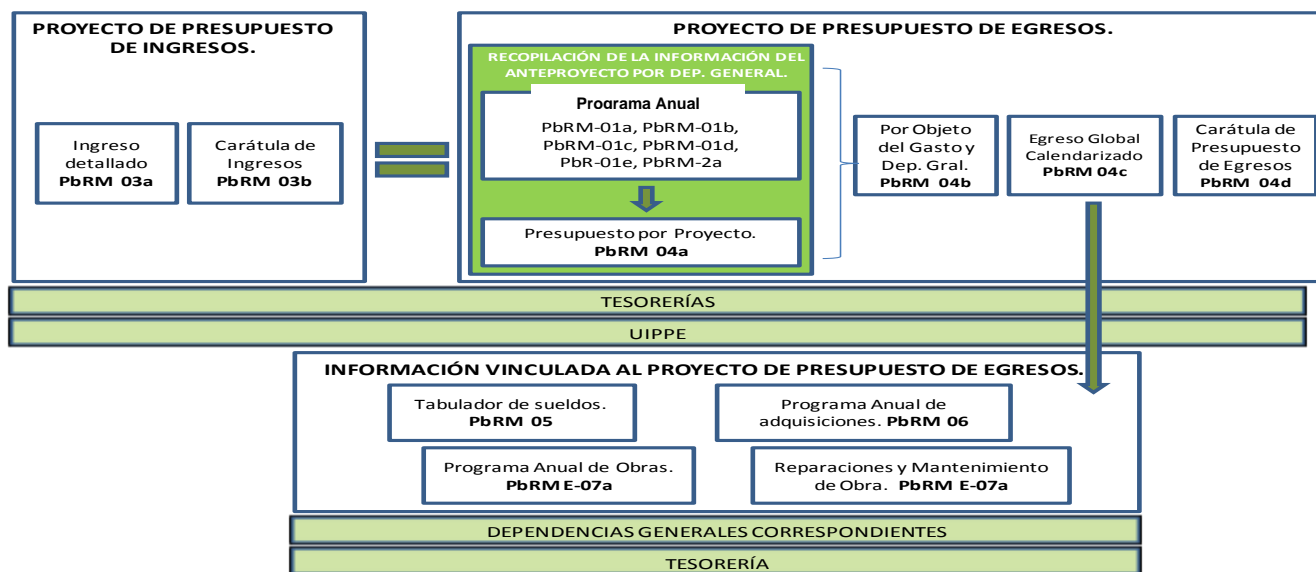 PROYECTO DE PRESUPUESTO
DE INGRESOS.
Ingreso
detallado
PbRM 03a
Carátula de
Ingresos
PbRM 03b
PROYECTO DE PRESUPUESTO DE EGRESOS.
RECOPILACIÓN DE LA INFORMACIÓN DEL
ANTEPROYECTO POR DEP. GENERAL.
Programa Anual
PbRM-01a, PbRM-01b,
PbRM-01c, PbRM-01d,
PbR-01e, PbRM-2a
Presupuesto por Proyecto.
PbRM 04a
Por Objeto
del Gasto y
Dep. Gral.
PbRM 04b
Egreso Global
Calendarizado
PbRM 04c
Carátula de
Presupuesto
de Egresos
PbRM 04d
TESORERÍAS
UIPPE
INFORMACIÓN VINCULADA AL PROYECTO DE PRESUPUESTO DE EGRESOS.
Tabulador de sueldos.
PbRM 05
Programa Anual de
adquisiciones. PbRM 06
Programa Anual de Obras.
PbRM E-07a
Reparaciones y Mantenimiento
de Obra. PbRM E-07a
DEPENDENCIAS GENERALES CORRESPONDIENTES
TESORERÍA